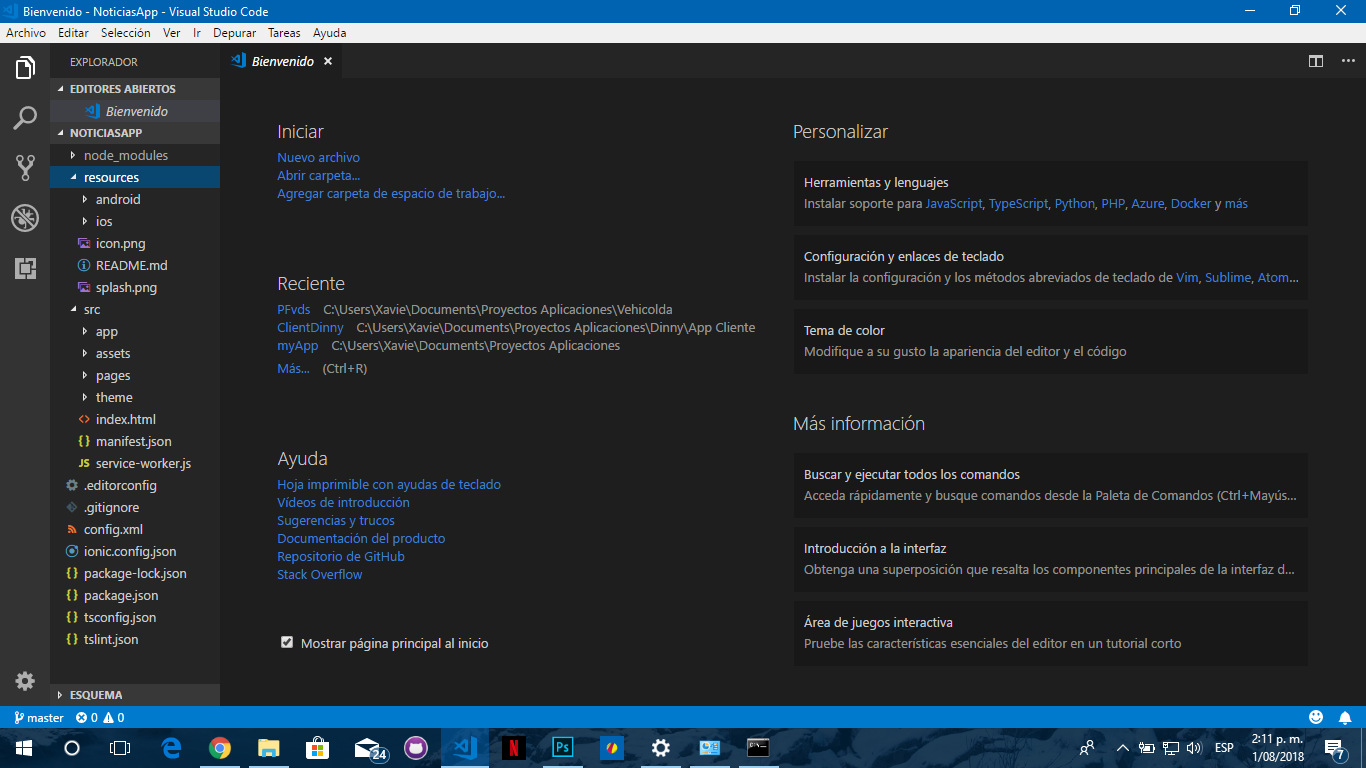 Bienvenido - NoticiasApp - Visual Studio Code
Archivo Editar Selección Ver Ir Depurar Tareas Ayuda
EXPLORADOR
EDITORES ABIERTOS
Bienvenido
NOTICIASAPP
node_modules
resources
android
ios
icon.png
README.md
splash.png
src
app
assets
pages
theme
index.html
manifest.json
JS service-worker.js
.editorconfig
.gitignore
config.xml
ionic.config.json
package-lock.json
package.json
tsconfig.json
tslint.json
ESQUEMA
Bienvenido
Iniciar
Nuevo archivo
Abrir carpeta...
Agregar carpeta de espacio de trabajo...
Reciente
PFvds C:\Users\Xavie\Documents\Proyectos Aplicaciones\Vehicolda
ClientDinny C:\Users\Xavie\Documents\Proyectos Aplicaciones\Dinny\App Cliente
myApp C:\Users\Xavie\Documents\Proyectos Aplicaciones
Más... (Ctrl+R)
Ayuda
Hoja imprimible con ayudas de teclado
Vídeos de introducción
Sugerencias y trucos
Documentación del producto
Repositorio de GitHub
Stack Overflow
Mostrar página principal al inicio
Personalizar
Herramientas y lenguajes
Instalar soporte para JavaScript, TypeScript, Python, PHP, Azure, Docker y más
Configuración y enlaces de teclado
Instalar la configuración y los métodos abreviados de teclado de Vim, Sublime, Atom...
Tema de color
Modifique a su gusto la apariencia del editor y el código
Más información
Buscar y ejecutar todos los comandos
Acceda rápidamente y busque comandos desde la Paleta de Comandos (Ctrl+Mayús...
Introducción a la interfaz
Obtenga una superposición que resalta los componentes principales de la interfaz d...
Área de juegos interactiva
Pruebe las características esenciales del editor en un tutorial corto
master 0 0
24
N
Ps
ESP
2:11 p. m.
1/08/2018
7